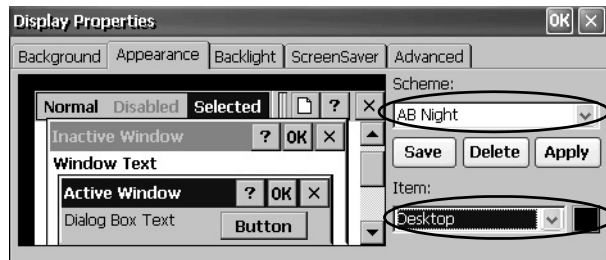 Display Properties OK ×
Background Appearance Backlight ScreenSaver Advanced
Scheme:
Normal Disabled Selected ? ×
AB Night
Inactive Window ? OK ×
Window Text
Save Delete Apply
Active Window ? OK ×
Item:
Dialog Box Text Button
Desktop